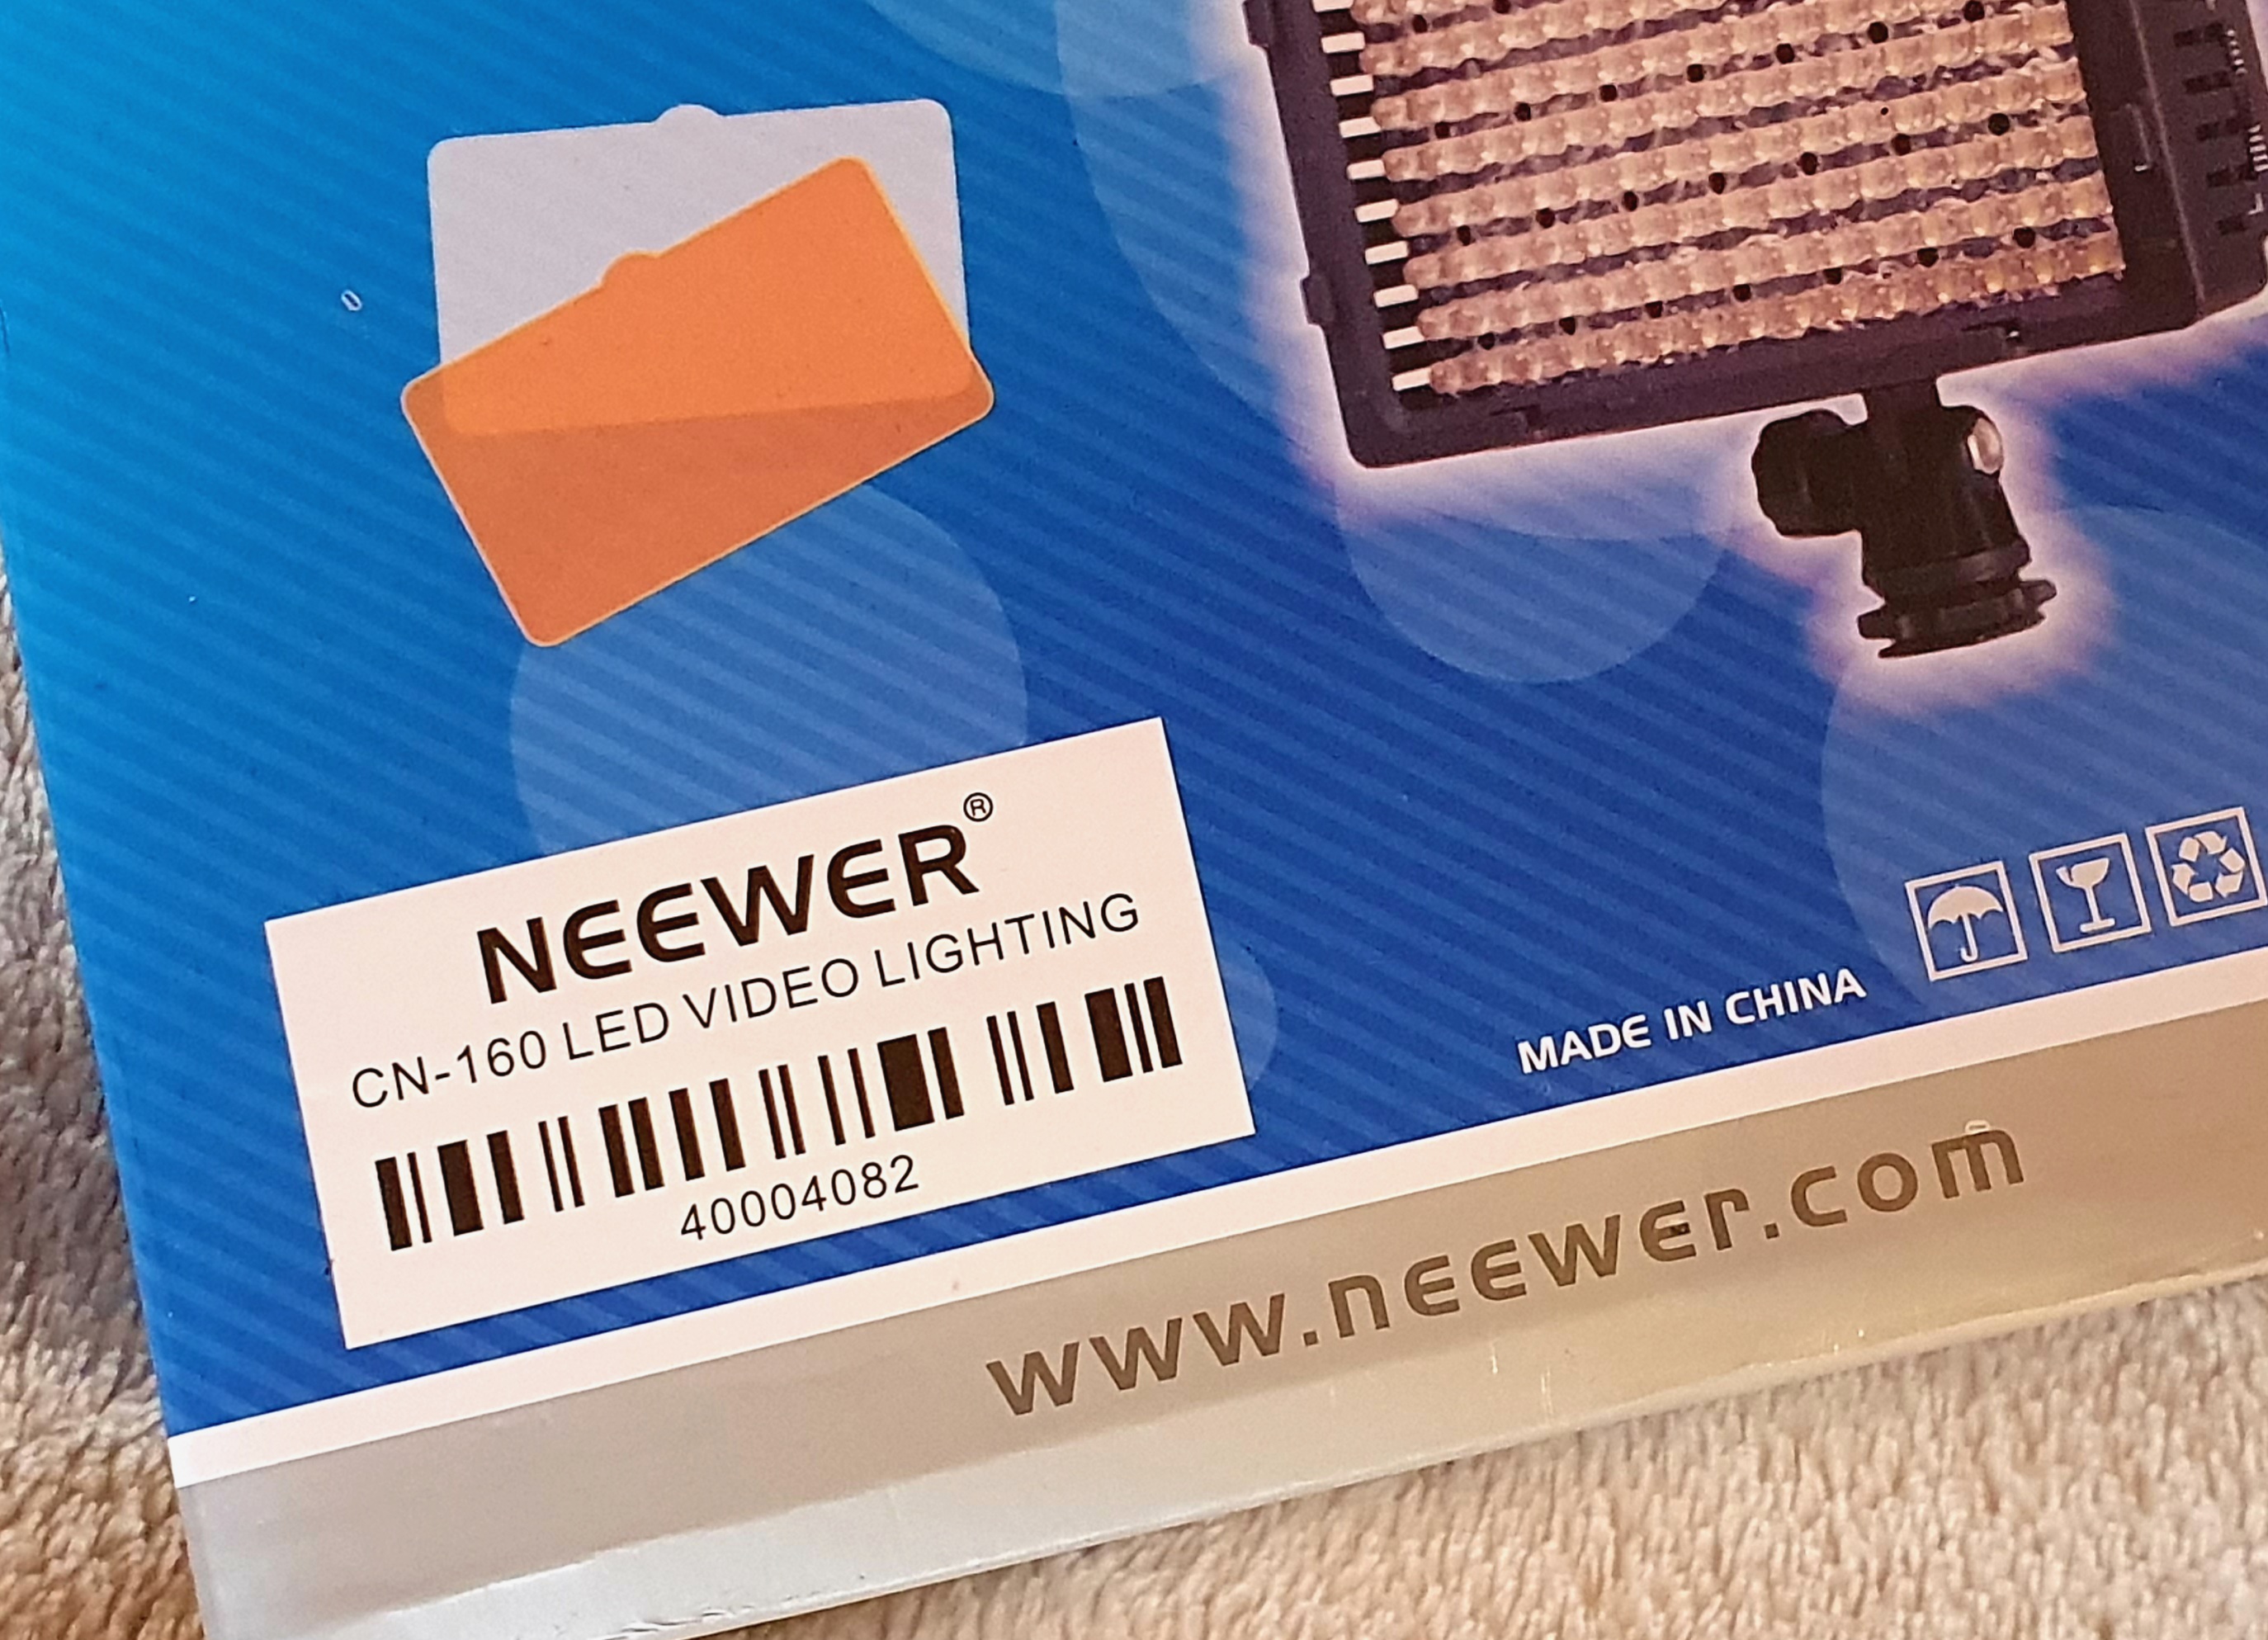 NEEWER®
CN-160 LED VIDEO LIGHTING
40004082
MADE IN CHINA
www.neewer.com